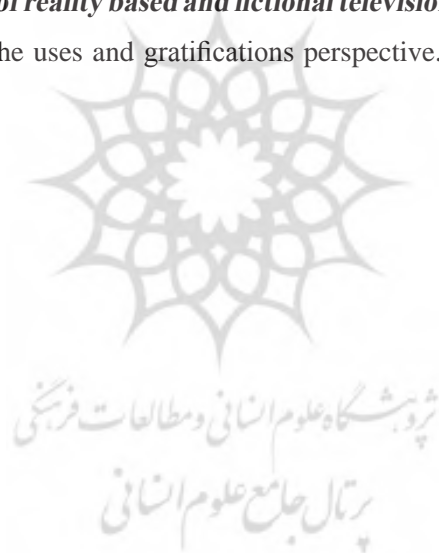 of reality based and fictional television
he uses and gratifications perspective.
پژوهشگاه علوم انسانی و مطالعات فرهنگی
پرتال جامع علوم انسانی